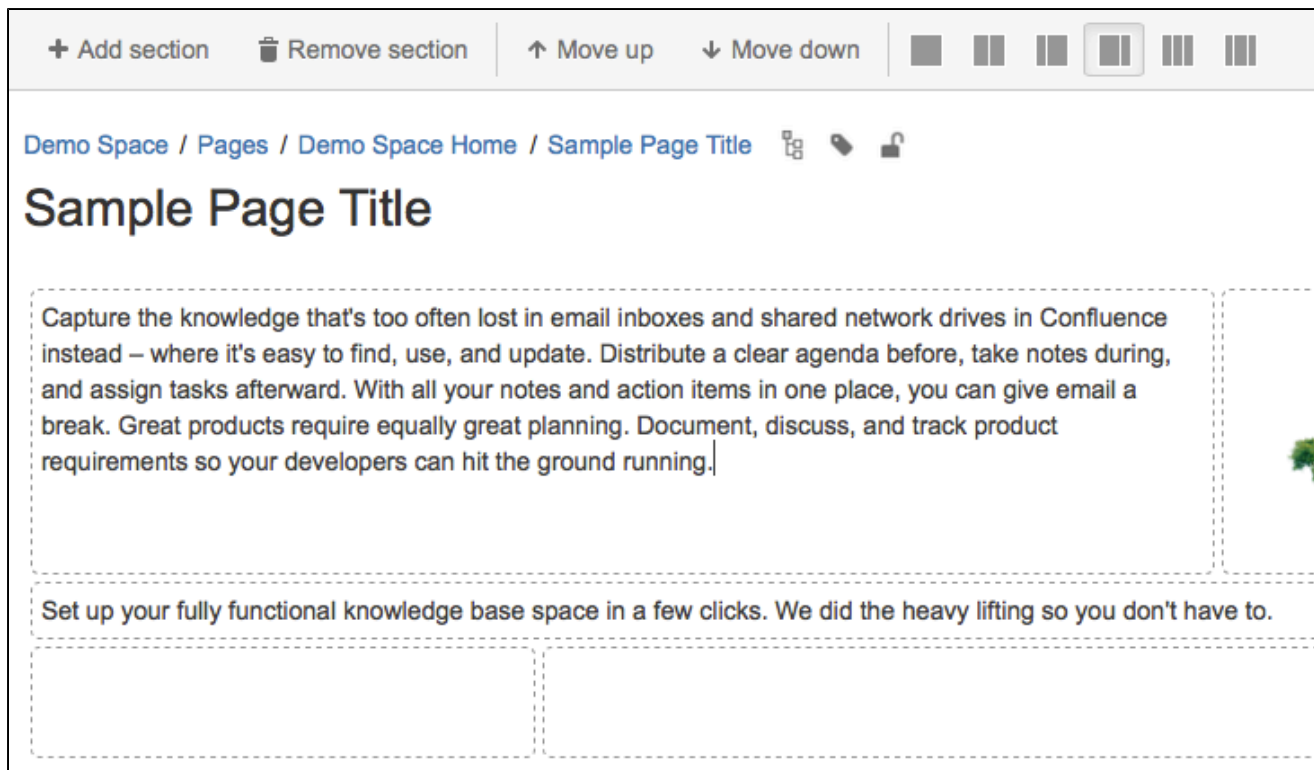 Add section Remove section Move up Move down
Demo Space / Pages / Demo Space Home / Sample Page Title
Sample Page Title
Capture the knowledge that's too often lost in email inboxes and shared network drives in Confluence
instead – where it's easy to find, use, and update. Distribute a clear agenda before, take notes during,
and assign tasks afterward. With all your notes and action items in one place, you can give email a
break. Great products require equally great planning. Document, discuss, and track product
requirements so your developers can hit the ground running.
Set up your fully functional knowledge base space in a few clicks. We did the heavy lifting so you don't have to.